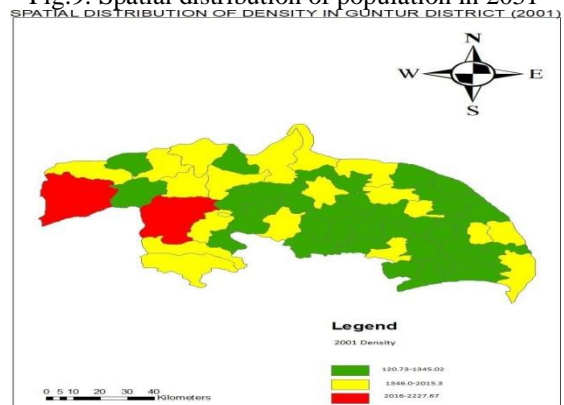 Fig.9. Spatial distribution of population in 2031
SPATIAL DISTRIBUTION OF DENSITY IN GUNTUR DISTRICT (2001)
N
W E
S
Legend
2001 Density
120.73-1345.02
1346.0-2015.3
2016-2227.67
0 5 10 20 30 40
Kilometers